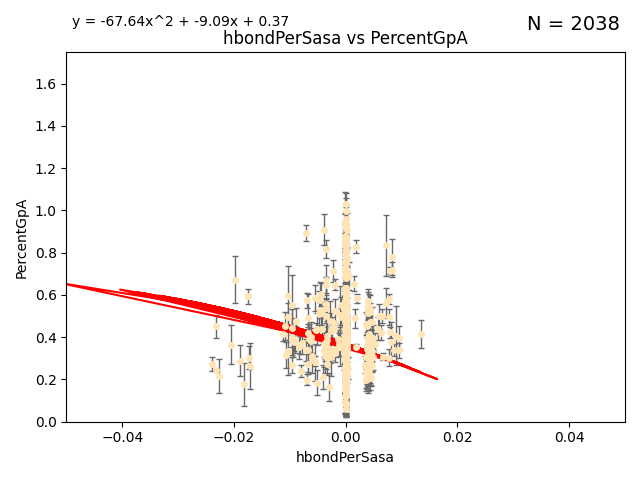 y = -67.64x^2 + -9.09x + 0.37
N = 2038
hbondPerSasa vs PercentGpA
PercentGpA
1.6
1.4
1.2
1.0
0.8
0.6
0.4
0.2
0.0
−0.04
−0.02
0.00
0.02
0.04
hbondPerSasa